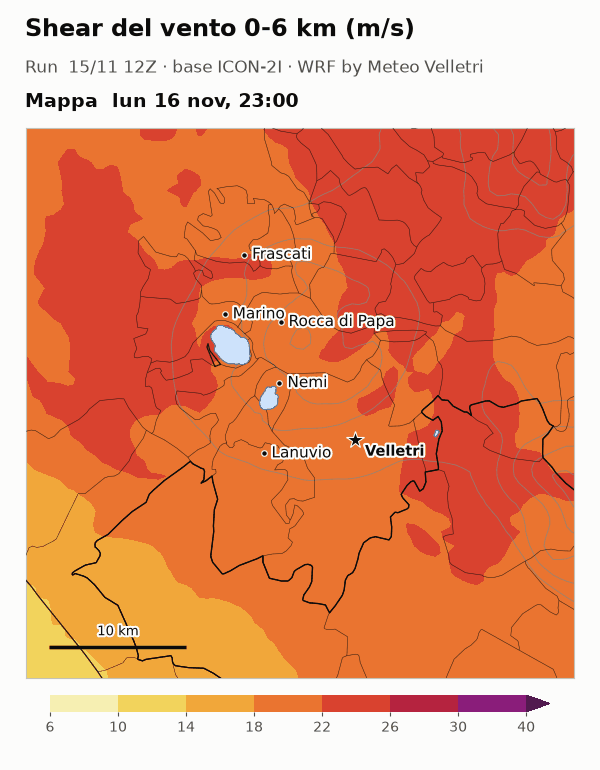 Shear del vento 0-6 km (m/s)
Run  15/11 12Z · base ICON-2I · WRF by Meteo Velletri
Mappa  lun 16 nov, 23:00
Frascati
Marino
Rocca di Papa
Nemi
Velletri
Lanuvio
10 km
6 10 14 18 22 26 30 40